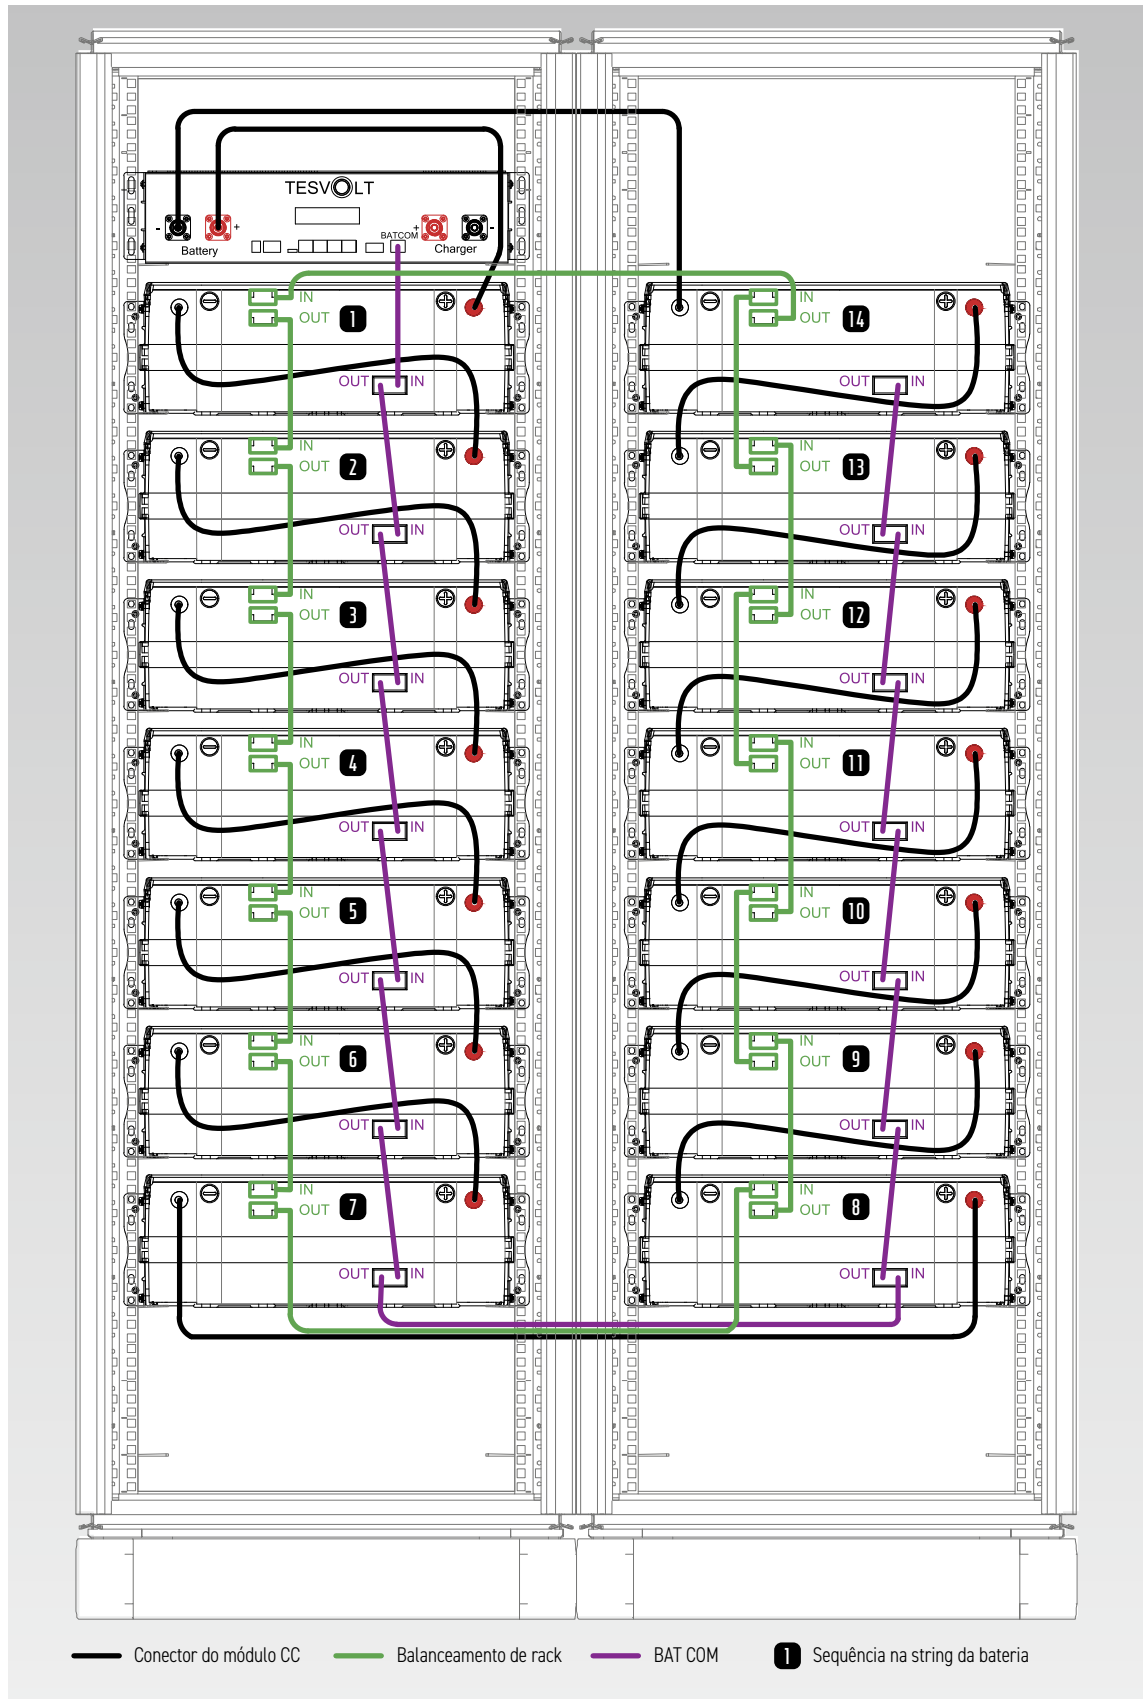 TESVOLT
- + + -
BATCOM
Battery Charger
IN IN
OUT 1 OUT 14
OUT IN OUT IN
IN IN
OUT 2 OUT 13
OUT IN OUT IN
IN IN
OUT 3 OUT 12
OUT IN OUT IN
IN IN
OUT 4 OUT 11
OUT IN OUT IN
IN IN
OUT 5 OUT 10
OUT IN OUT IN
IN IN
OUT 6 OUT 9
OUT IN OUT IN
IN IN
OUT 7 OUT 8
OUT IN OUT IN
Conector do módulo CC Balanceamento de rack BAT COM 1 Sequência na string da bateria